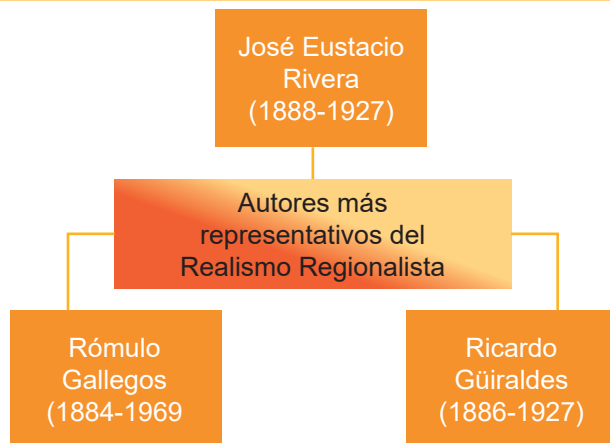 José Eustacio
Rivera
(1888-1927)
Autores más
representativos del
Realismo Regionalista
Rómulo
Gallegos
(1884-1969
Ricardo
Güiraldes
(1886-1927)